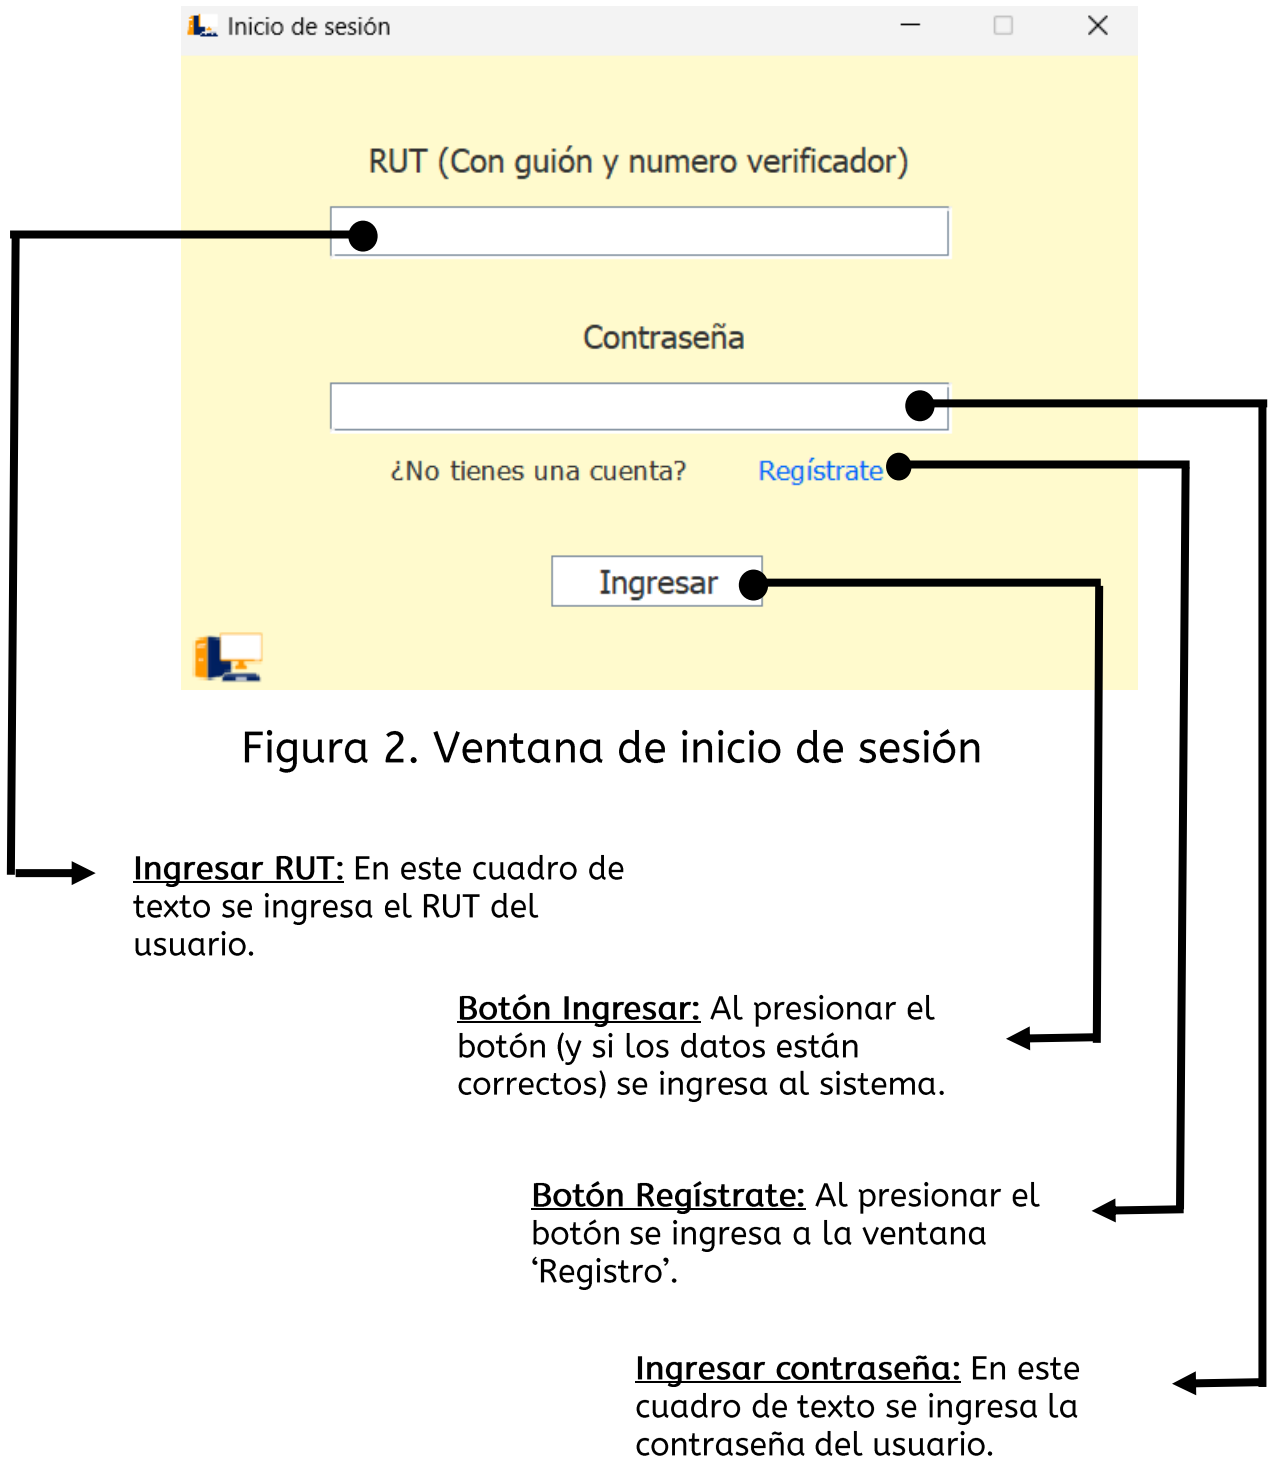 Inicio de sesión
RUT (Con guión y numero verificador)
Contraseña
¿No tienes una cuenta? Regístrate
Ingresar
Figura 2. Ventana de inicio de sesión
Ingresar RUT: En este cuadro de
texto se ingresa el RUT del
usuario.
Botón Ingresar: Al presionar el
botón (y si los datos están
correctos) se ingresa al sistema.
Botón Regístrate: Al presionar el
botón se ingresa a la ventana
‘Registro’.
Ingresar contraseña: En este
cuadro de texto se ingresa la
contraseña del usuario.